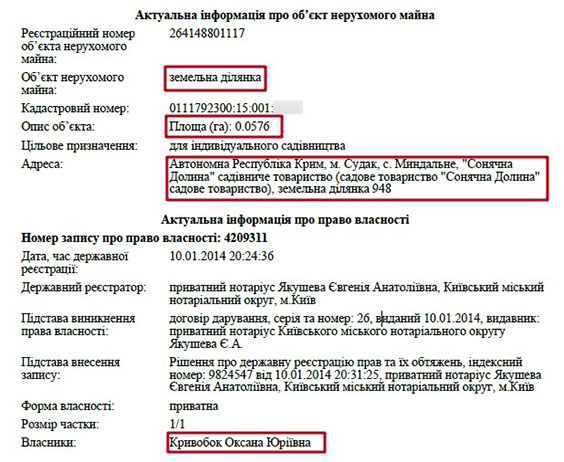 Актуальна інформація про об’єкт нерухомого майна
Реєстраційний номер об’єкта нерухомого майна: 264148801117
Об’єкт нерухомого майна: земельна ділянка
Кадастровий номер: 0111792300:15:001:
Опис об’єкта: Площа (га): 0.0576
Цільове призначення: для індивідуального садівництва
Адреса: Автономна Республіка Крим, м. Судак, с. Миндальне, "Сонячна
Долина" садівниче товариство (садове товариство "Сонячна Долина"
садове товариство), земельна ділянка 948
Актуальна інформація про право власності
Номер запису про право власності: 4209311
Дата, час державної реєстрації: 10.01.2014 20:24:36
Державний реєстратор: приватний нотаріус Якушева Євгенія Анатоліївна, Київський міський
нотаріальний округ, м.Київ
Підстава виникнення права власності: договір дарування, серія та номер: 26, виданий 10.01.2014, видавник:
приватний нотаріус Київського міського нотаріального округу
Якушева Є.А.
Підстава внесення запису: Рішення про державну реєстрацію прав та їх обтяжень, індексний
номер: 9824547 від 10.01.2014 20:31:25, приватний нотаріус Якушева
Євгенія Анатоліївна, Київський міський нотаріальний округ, м.Київ
Форма власності: приватна
Розмір частки: 1/1
Власники: Кривобок Оксана Юріївна